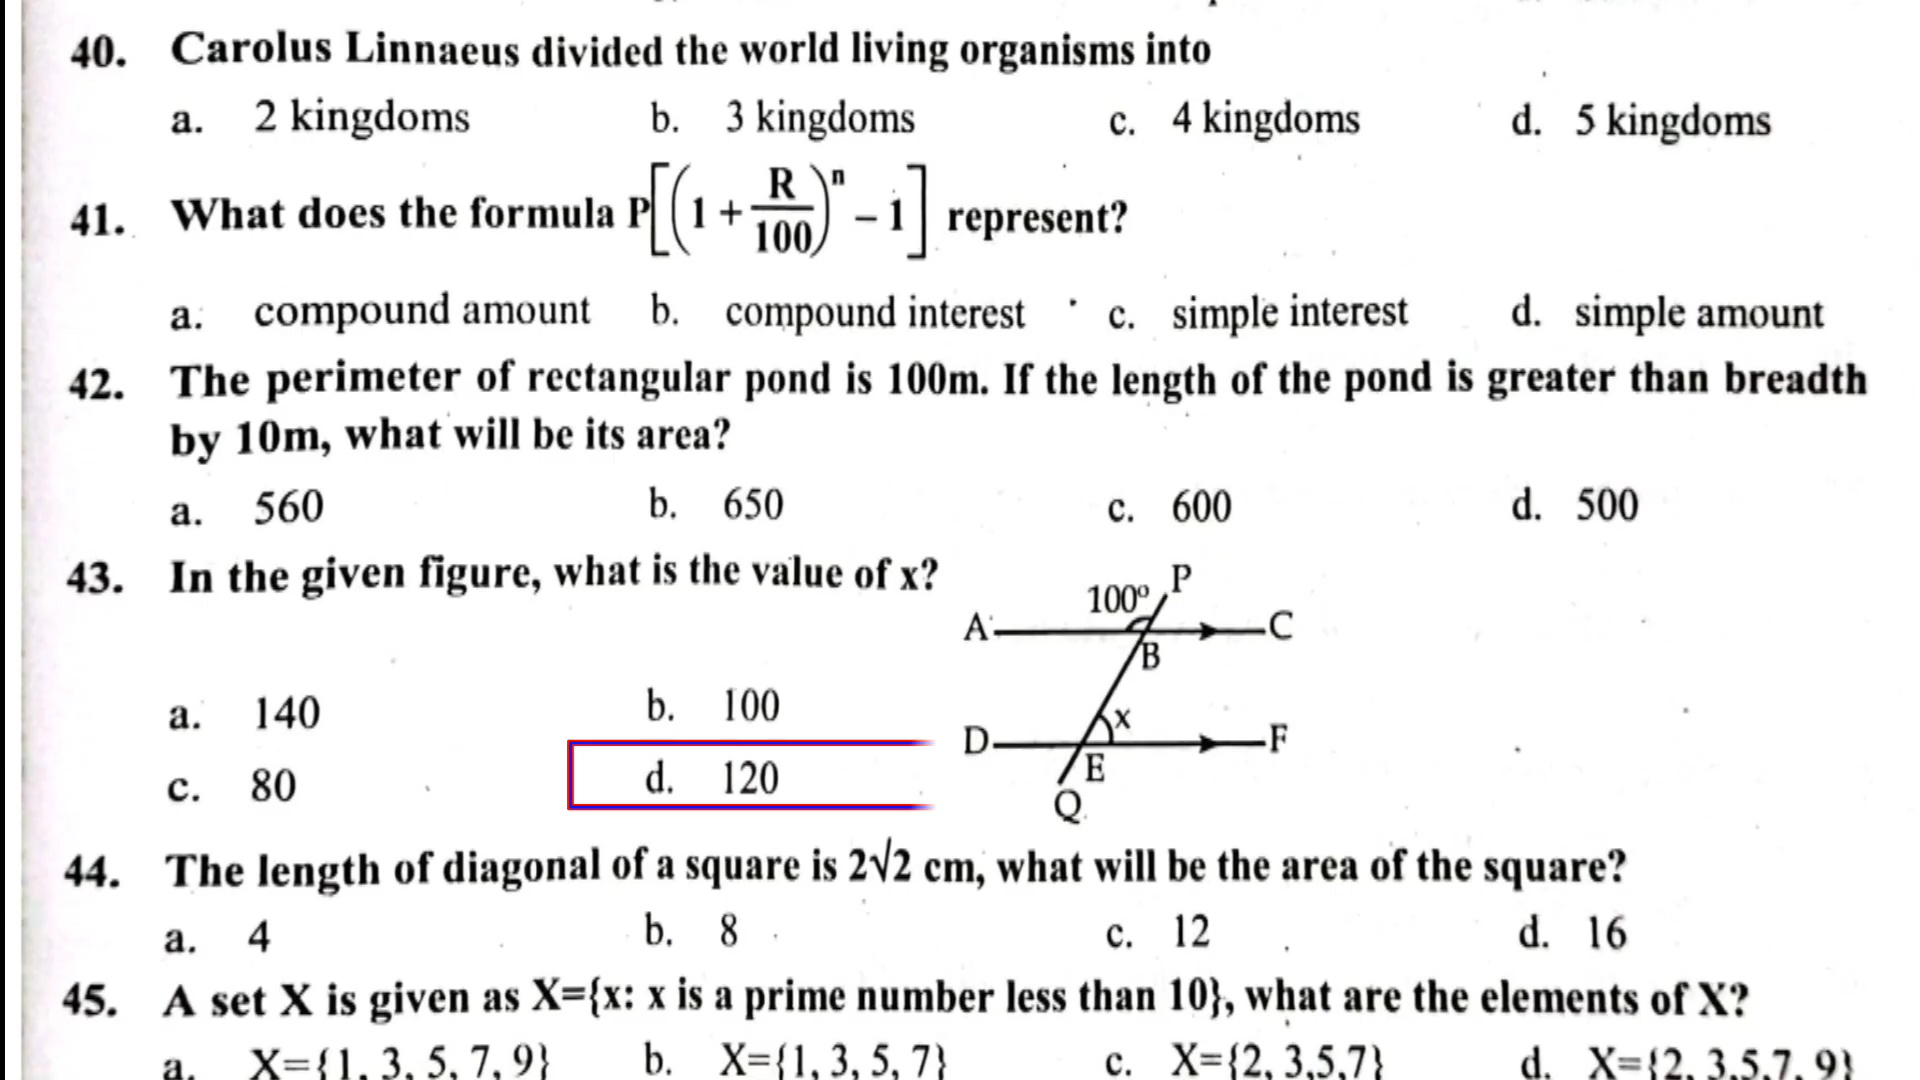 40. Carolus Linnaeus divided the world living organisms into
a. 2 kingdoms b. 3 kingdoms c. 4 kingdoms d. 5 kingdoms
41. What does the formula P[(1 + R/100)ⁿ – 1] represent?
a. compound amount b. compound interest c. simple interest d. simple amount
42. The perimeter of rectangular pond is 100m. If the length of the pond is greater than breadth
by 10m, what will be its area?
a. 560 b. 650 c. 600 d. 500
43. In the given figure, what is the value of x?
100º P
A C
B
a. 140 b. 100
x
D F
E
c. 80 d. 120
Q
44. The length of diagonal of a square is 2√2 cm, what will be the area of the square?
a. 4 b. 8 c. 12 d. 16
45. A set X is given as X={x: x is a prime number less than 10}, what are the elements of X?
a. X={1, 3, 5, 7, 9} b. X={1, 3, 5, 7} c. X={2, 3,5,7} d. X={2, 3,5,7, 9}